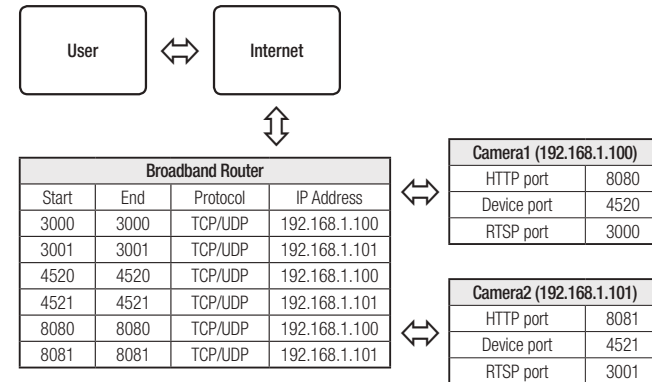 User
Internet
Broadband Router
Start End Protocol IP Address
3000 3000 TCP/UDP 192.168.1.100
3001 3001 TCP/UDP 192.168.1.101
4520 4520 TCP/UDP 192.168.1.100
4521 4521 TCP/UDP 192.168.1.101
8080 8080 TCP/UDP 192.168.1.100
8081 8081 TCP/UDP 192.168.1.101
Camera1 (192.168.1.100)
HTTP port 8080
Device port 4520
RTSP port 3000
Camera2 (192.168.1.101)
HTTP port 8081
Device port 4521
RTSP port 3001